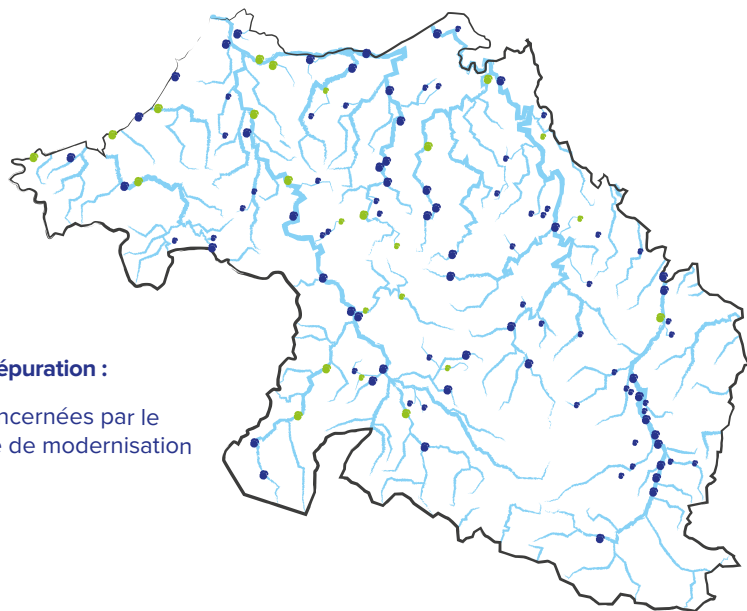 épuration :
ncernées par le
e de modernisation